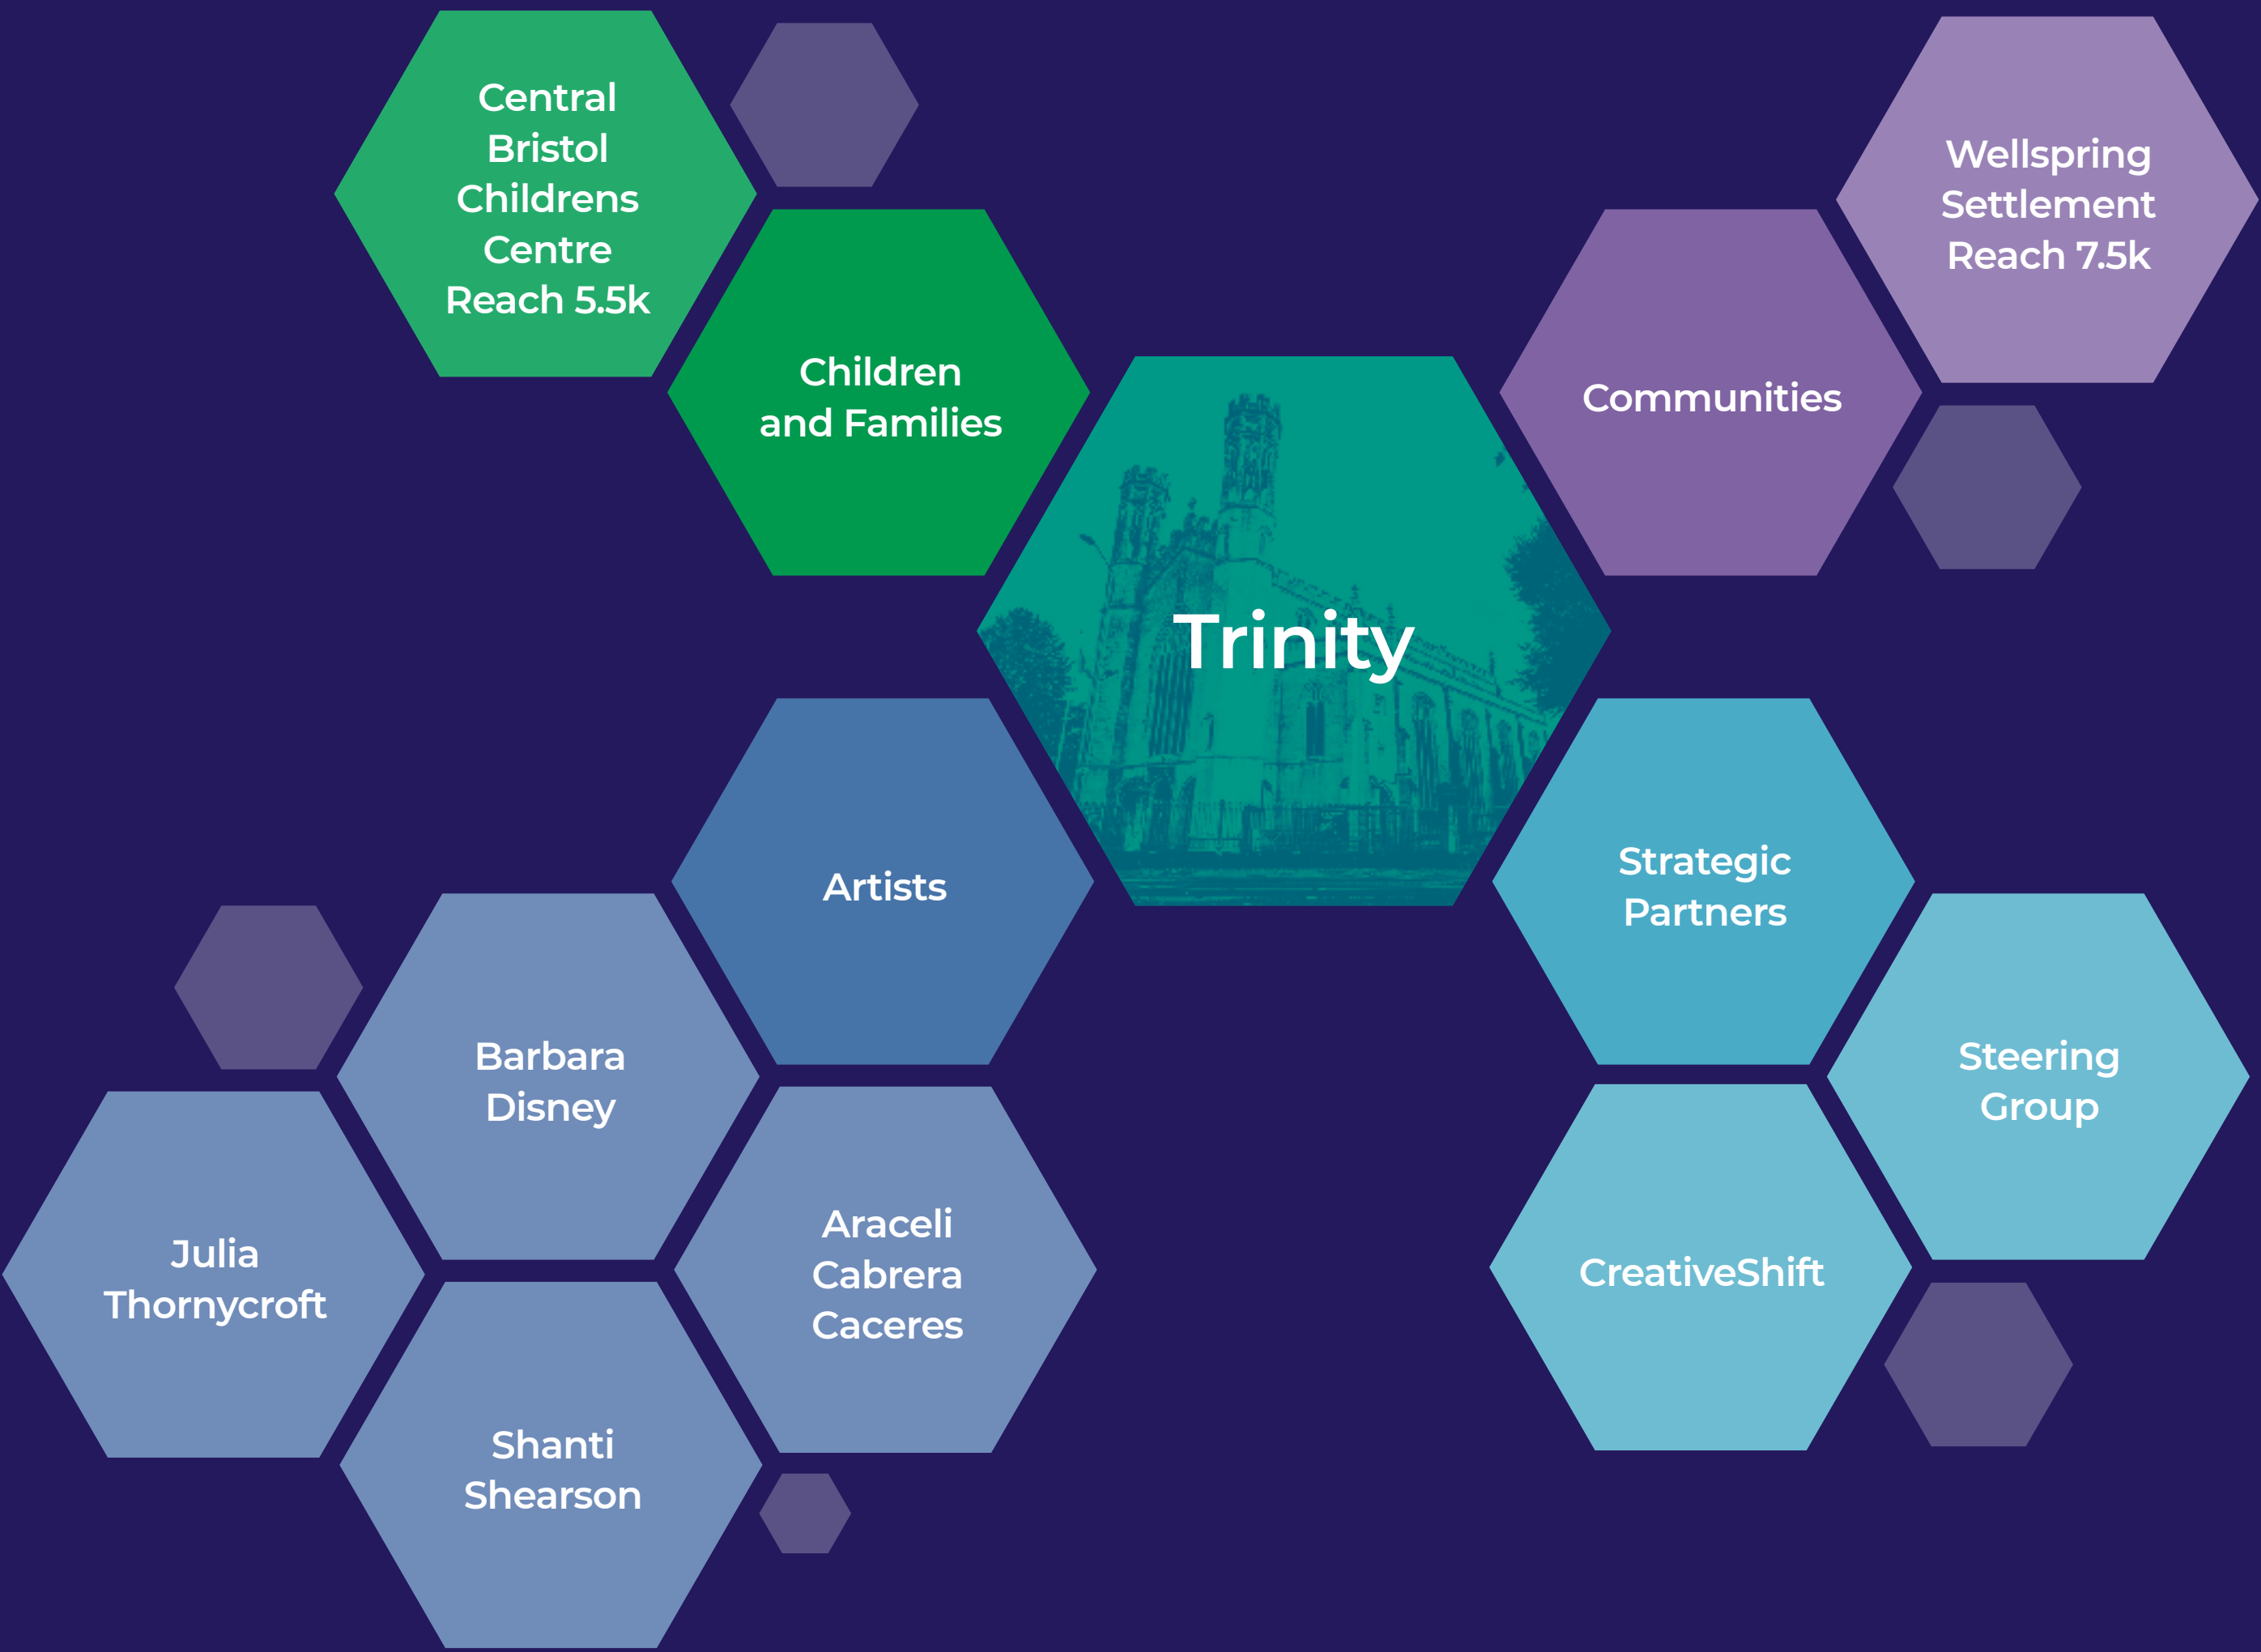 Central
Bristol
Childrens
Centre
Reach 5.5k
Wellspring
Settlement
Reach 7.5k
Children
and Families
Communities
Trinity
Artists
Strategic
Partners
Barbara
Disney
Steering
Group
Julia
Thornycroft
Araceli
Cabrera
Caceres
CreativeShift
Shanti
Shearson